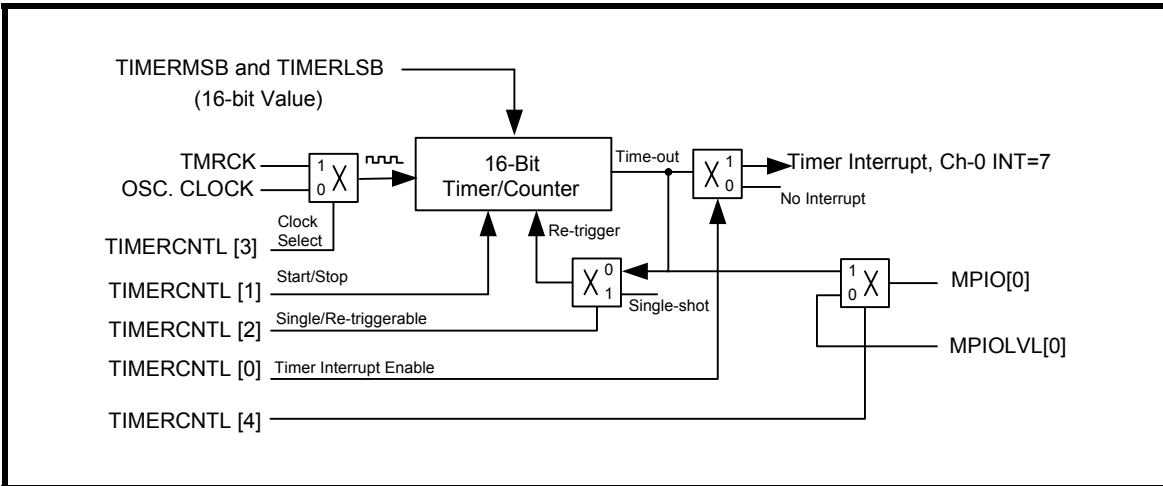 TIMERMSB and TIMERLSB
(16-bit Value)
TMRCK
OSC. CLOCK
1
0
X
Clock
Select
TIMERCNTL [3]
16-Bit
Timer/Counter
Time-out
X
1
0
Timer Interrupt, Ch-0 INT=7
No Interrupt
Re-trigger
TIMERCNTL [1]
Start/Stop
X
0
1
Single-shot
1
0
X
MPIO[0]
TIMERCNTL [2]
Single/Re-triggerable
MPIOLVL[0]
TIMERCNTL [0]
Timer Interrupt Enable
TIMERCNTL [4]